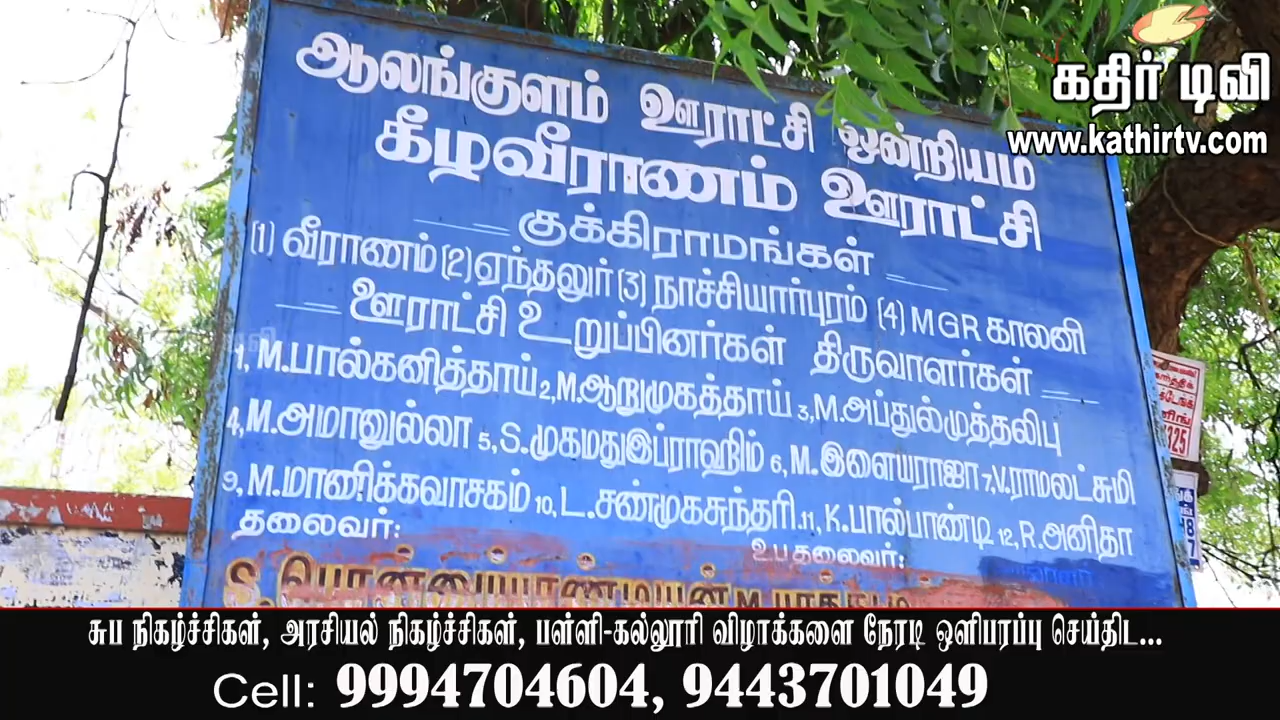 கதிர் டிவி
www.kathirtv.com
ஆலங்குளம் ஊராட்சி ஒன்றியம்
கீழவீராணம் ஊராட்சி
குக்கிராமங்கள்
(1) வீராணம் (2) ஏந்தலூர் (3) நாச்சியார்புரம் (4) MGR காலனி
ஊராட்சி உறுப்பினர்கள் திருவாளர்கள்
1, M.பால்கனித்தாய் 2, M.ஆறுமுகத்தாய் 3, M.அப்துல்முத்தலிபு
4, M.அமானுல்லா 5, S.முகமதுஇப்ராஹிம் 6, M.இளையராஜா 7, V.ராமலட்சுமி
9, M.மாணிக்கவாசகம் 10, L.சண்முகசுந்தரி. 11, K.பால்பாண்டி 12, R.அனிதா
தலைவர்: உபதலைவர்:
சுப நிகழ்ச்சிகள், அரசியல் நிகழ்ச்சிகள், பள்ளி-கல்லூரி விழாக்களை நேரடி ஒளிபரப்பு செய்திட...
Cell: 9994704604, 9443701049